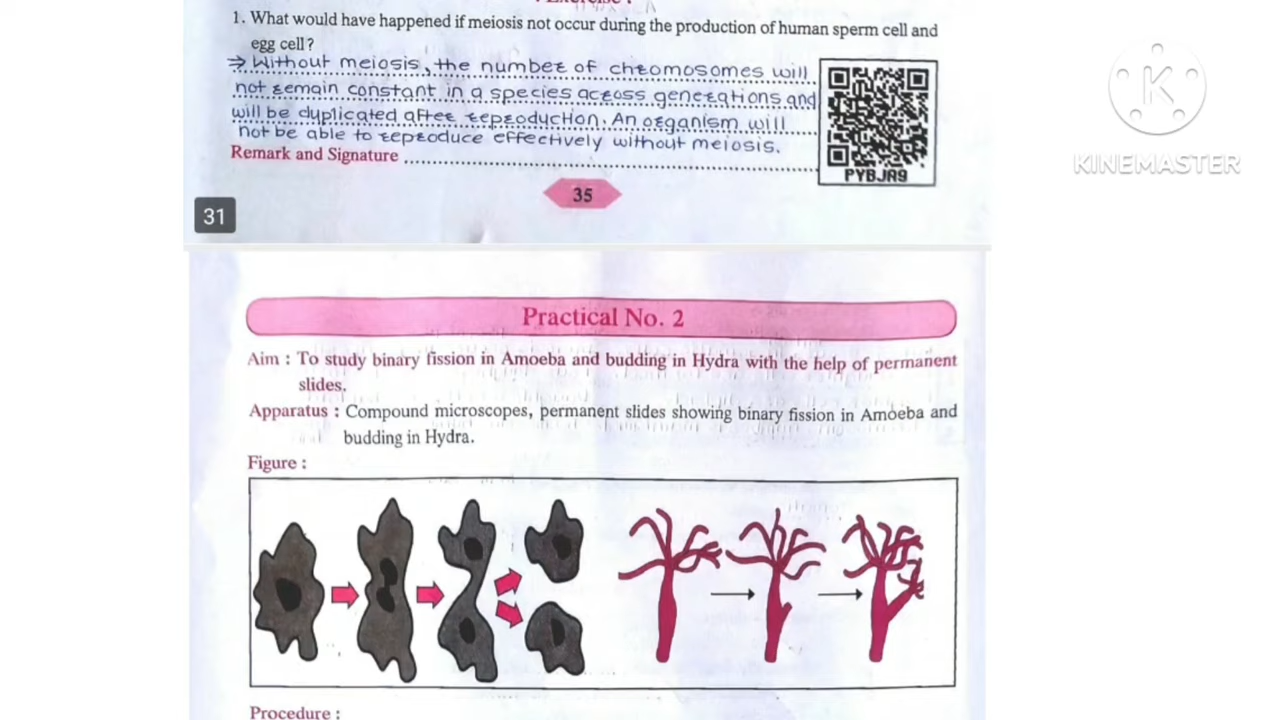 1. What would have happened if meiosis not occur during the production of human sperm cell and
egg cell?
⇒ Without meiosis, the number of chromosomes will
not remain constant in a species across generations and
will be duplicated after reproduction. An organism will
not be able to reproduce effectively without meiosis.
Remark and Signature
PYBJA9
35
31
K
KINEMASTER
Practical No. 2
Aim : To study binary fission in Amoeba and budding in Hydra with the help of permanent
slides.
Apparatus : Compound microscopes, permanent slides showing binary fission in Amoeba and
budding in Hydra.
Figure :
Procedure :